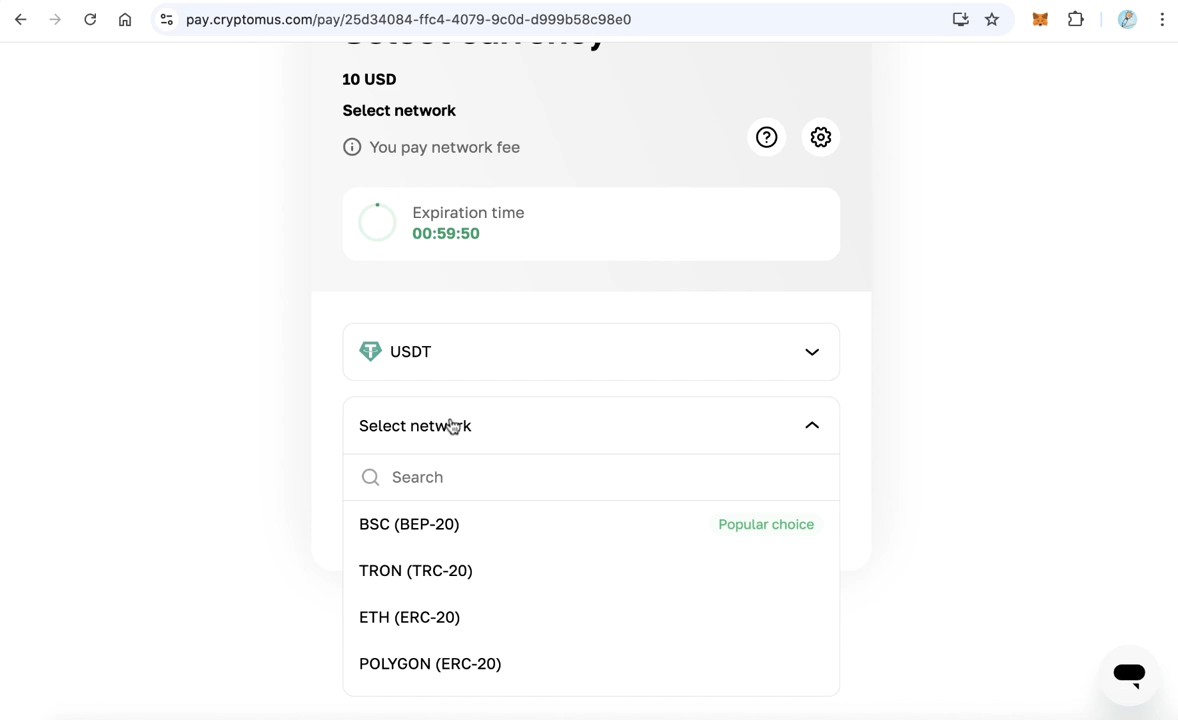 pay.cryptomus.com/pay/25d34084-ffc4-4079-9c0d-d999b58c98e0
Select currency
10 USD
Select network
You pay network fee
Expiration time
00:59:50
USDT
Select network
Search
BSC (BEP-20) Popular choice
TRON (TRC-20)
ETH (ERC-20)
POLYGON (ERC-20)